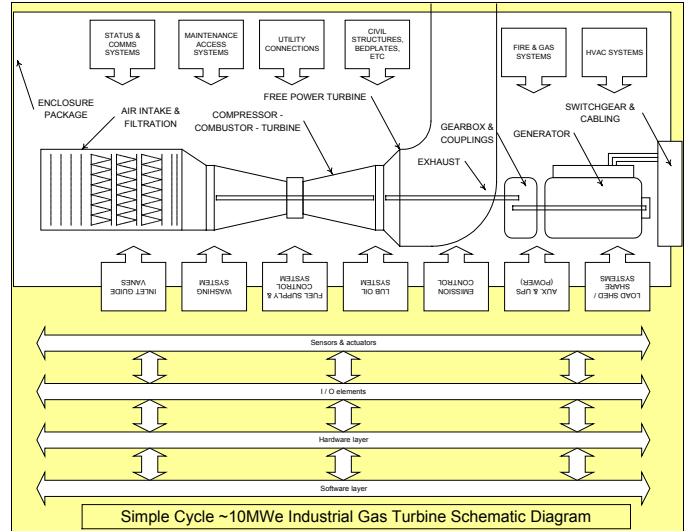 STATUS &
COMMS
SYSTEMS
MAINTENANCE
ACCESS
SYSTEMS
UTILITY
CONNECTIONS
CIVIL
STRUCTURES,
BEDPLATES,
ETC
FIRE & GAS
SYSTEMS
HVAC SYSTEMS
ENCLOSURE
PACKAGE
AIR INTAKE &
FILTRATION
COMPRESSOR -
COMBUSTOR - TURBINE
FREE POWER TURBINE
EXHAUST
GEARBOX &
COUPLINGS
GENERATOR
SWITCHGEAR &
CABLING
INLET GUIDE
VANES
WASHING
SYSTEM
FUEL SUPPLY &
CONTROL
SYSTEM
LUB OIL
SYSTEM
EMISSION
CONTROL
AUX. & UPS
(POWER)
LOAD SHED /
SHARE
SYSTEMS
Sensors & actuators
I / O elements
Hardware layer
Software layer
Simple Cycle ~10MWe Industrial Gas Turbine Schematic Diagram